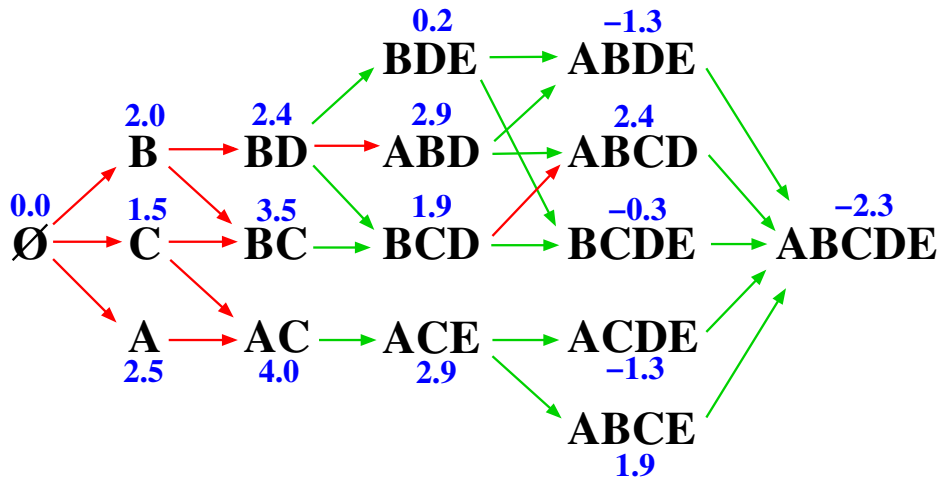 0.2
−1.3
BDE
ABDE
2.0
2.4
2.9
2.4
B
BD
ABD
ABCD
0.0
1.5
3.5
1.9
−0.3
−2.3
Ø
C
BC
BCD
BCDE
ABCDE
A
AC
ACE
ACDE
2.5
4.0
2.9
−1.3
ABCE
1.9